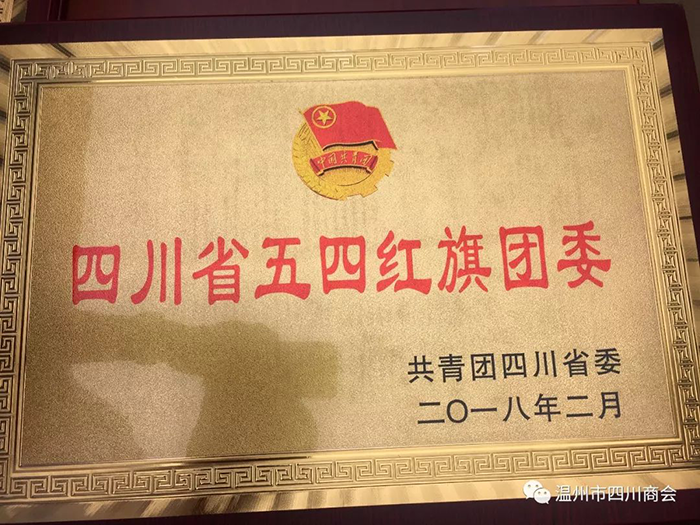 中国共青团
四川省五四红旗团委
共青团四川省委
二〇一八年二月
温州市四川商会